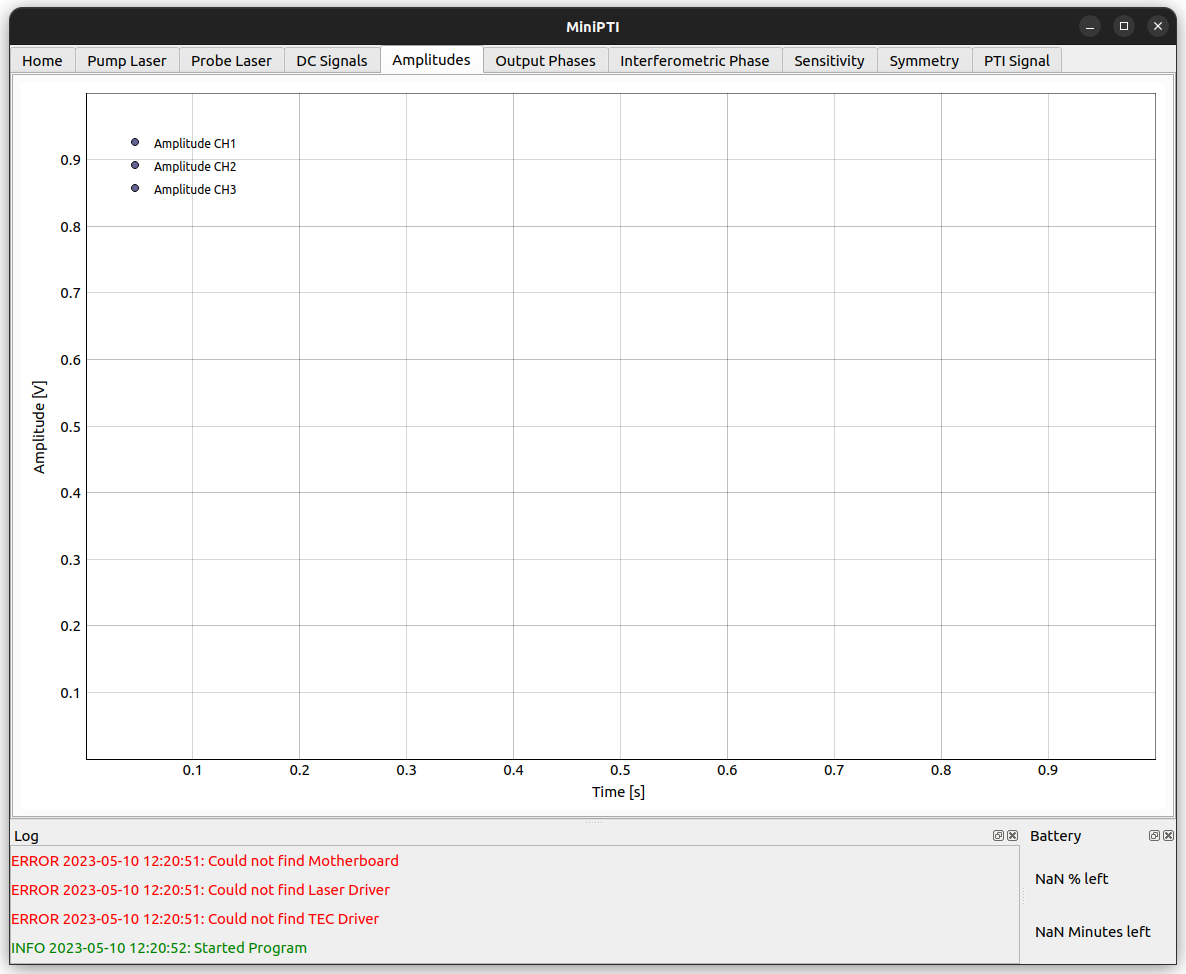 MiniPTI
Home Pump Laser Probe Laser DC Signals Amplitudes Output Phases Interferometric Phase Sensitivity Symmetry PTI Signal
Amplitude CH1
Amplitude CH2
Amplitude CH3
0.9
0.8
0.7
0.6
0.5
0.4
0.3
0.2
0.1
Amplitude [V]
0.1 0.2 0.3 0.4 0.5 0.6 0.7 0.8 0.9
Time [s]
Log
ERROR 2023-05-10 12:20:51: Could not find Motherboard
ERROR 2023-05-10 12:20:51: Could not find Laser Driver
ERROR 2023-05-10 12:20:51: Could not find TEC Driver
INFO 2023-05-10 12:20:52: Started Program
Battery
NaN % left
NaN Minutes left